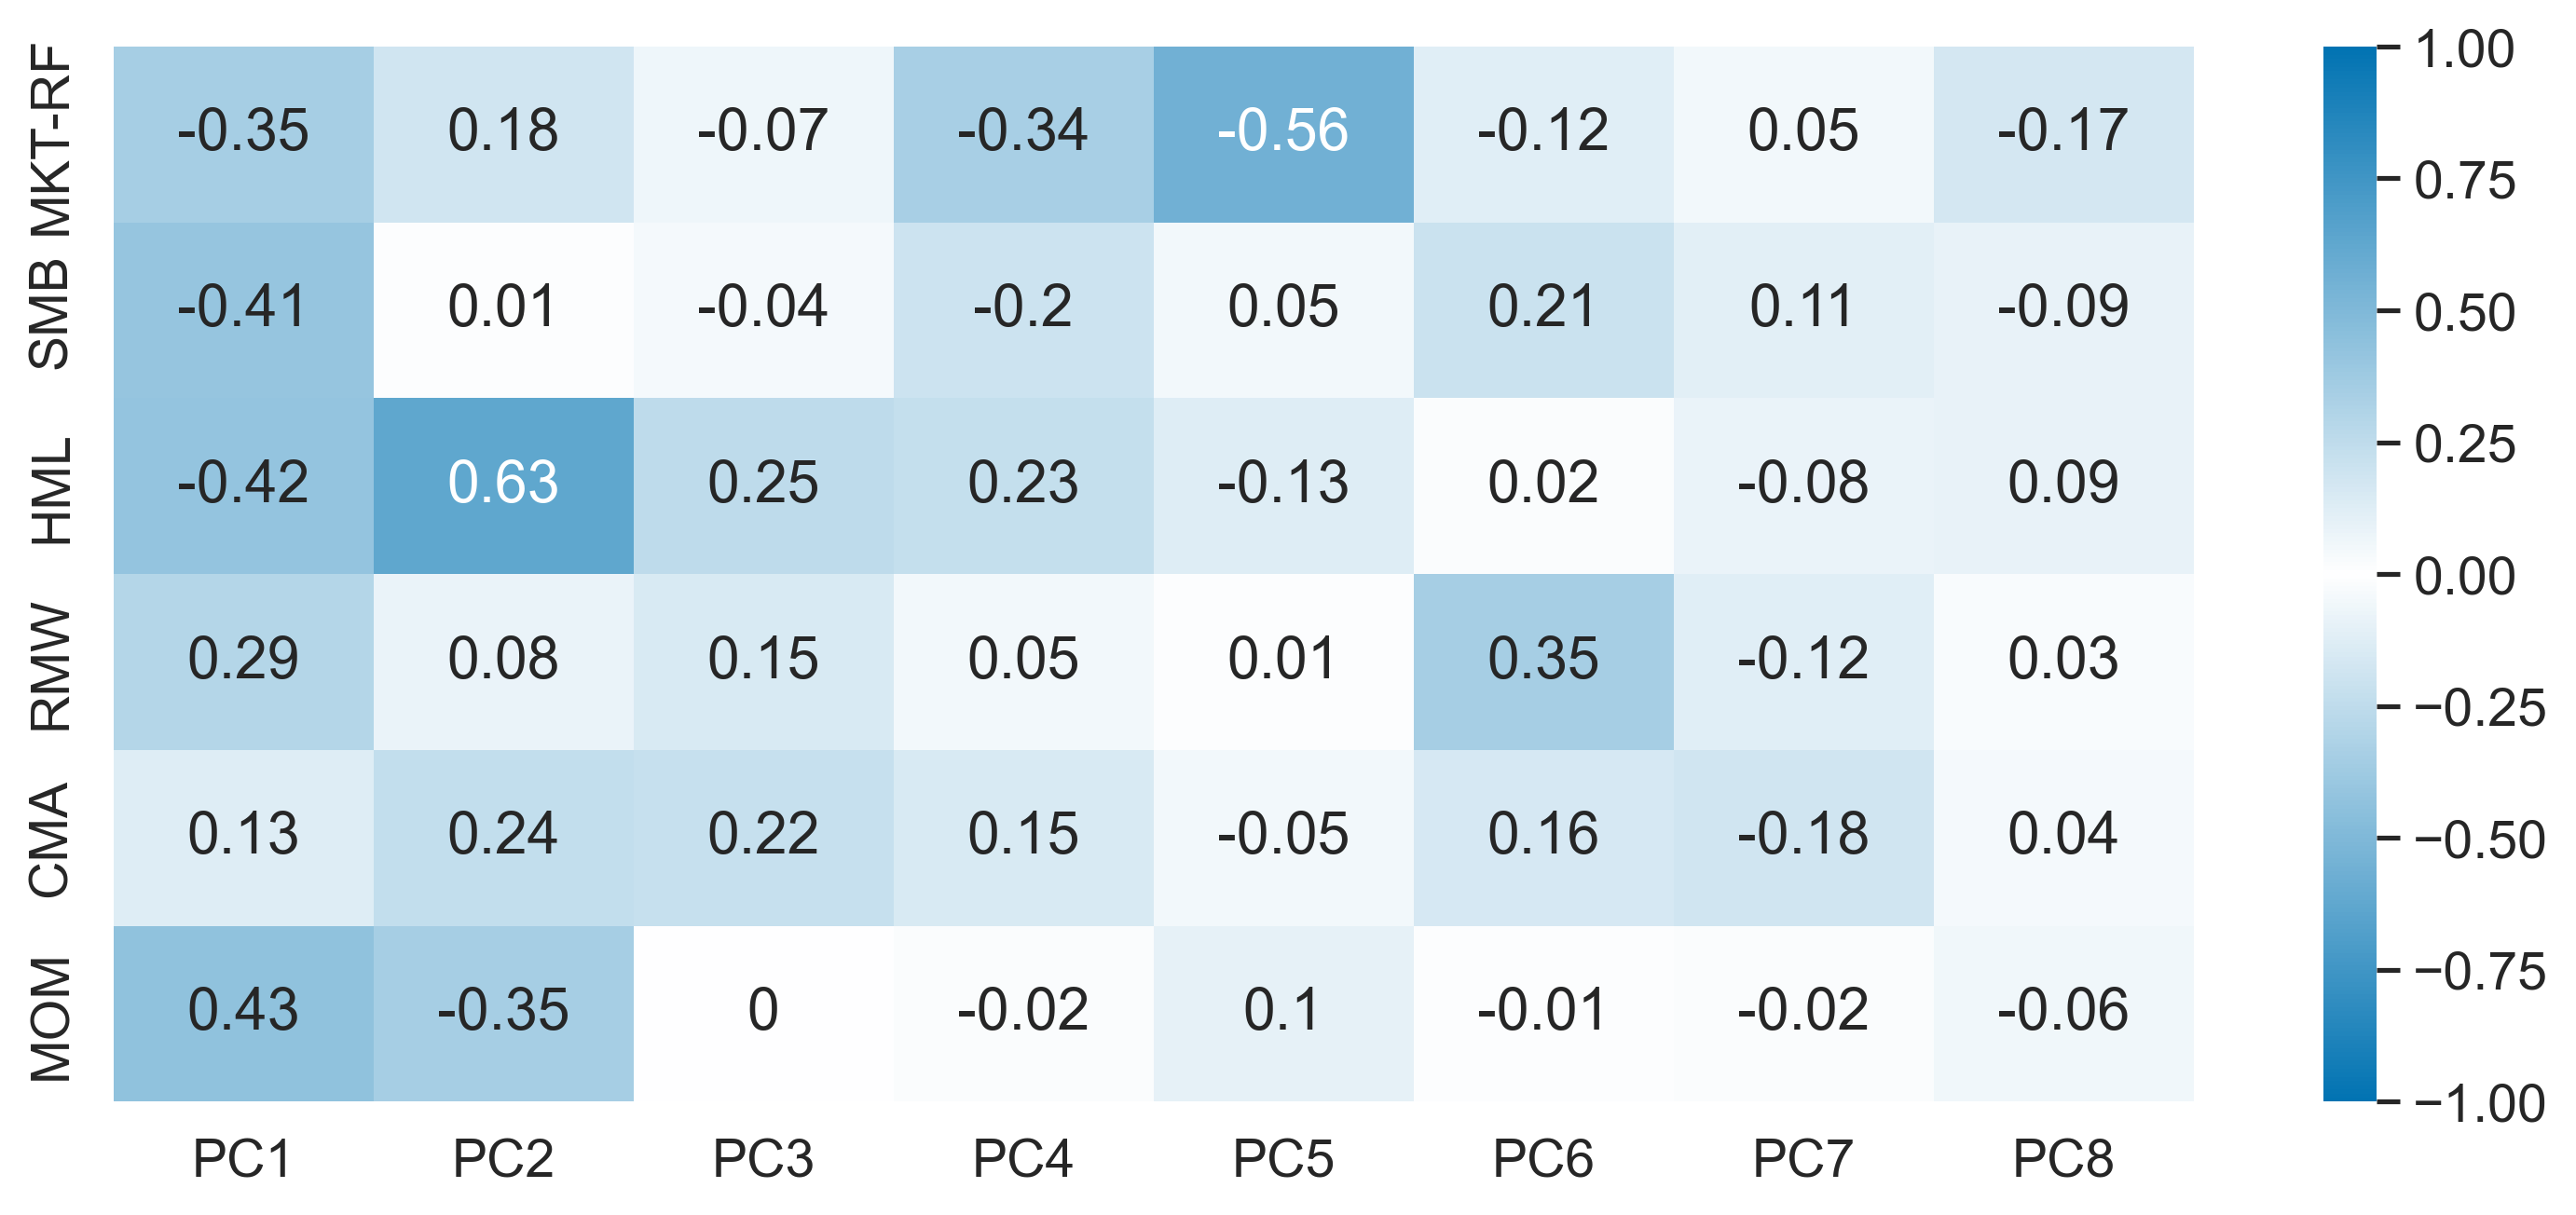 MKT-RF -0.35 0.18 -0.07 -0.34 -0.56 -0.12 0.05 -0.17
SMB -0.41 0.01 -0.04 -0.2 0.05 0.21 0.11 -0.09
HML -0.42 0.63 0.25 0.23 -0.13 0.02 -0.08 0.09
RMW 0.29 0.08 0.15 0.05 0.01 0.35 -0.12 0.03
CMA 0.13 0.24 0.22 0.15 -0.05 0.16 -0.18 0.04
MOM 0.43 -0.35 0 -0.02 0.1 -0.01 -0.02 -0.06
PC1 PC2 PC3 PC4 PC5 PC6 PC7 PC8
1.00
0.75
0.50
0.25
0.00
−0.25
−0.50
−0.75
−1.00